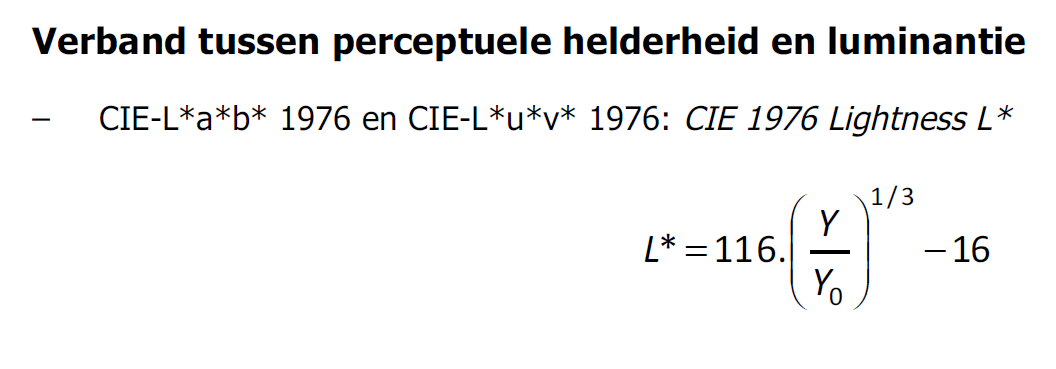 Verband tussen perceptuele helderheid en luminantie
– CIE-L*a*b* 1976 en CIE-L*u*v* 1976: CIE 1976 Lightness L*
L* = 116.(Y/Y₀)^1/3 – 16